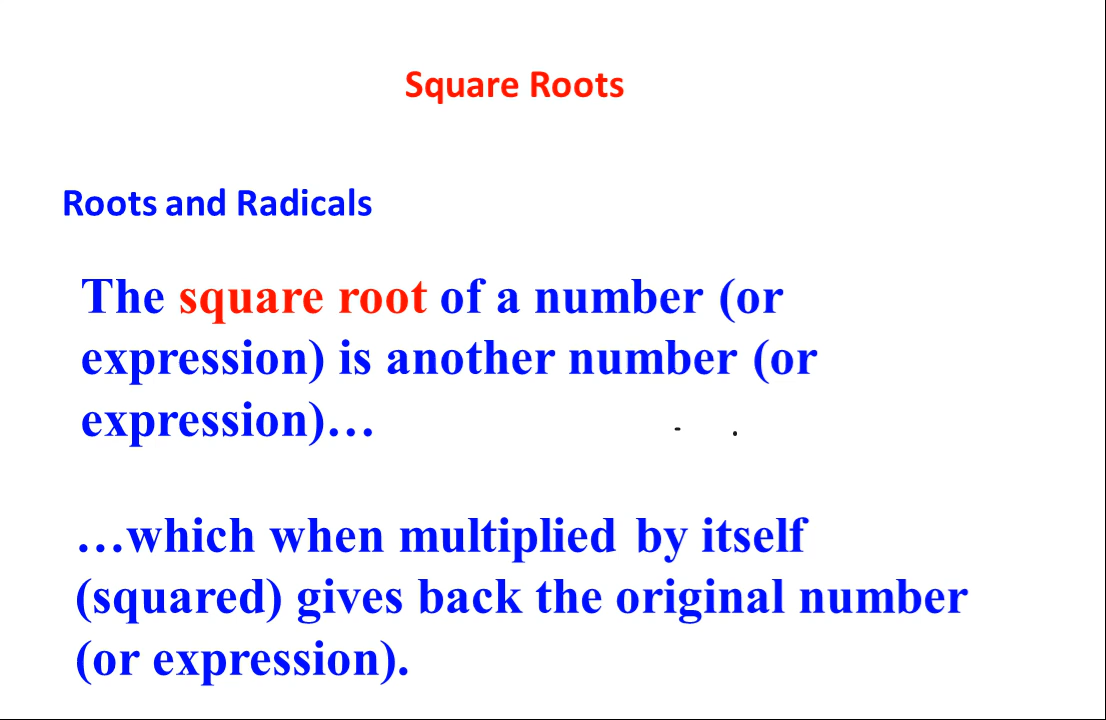 Square Roots
Roots and Radicals
The square root of a number (or
expression) is another number (or
expression)…
…which when multiplied by itself
(squared) gives back the original number
(or expression).